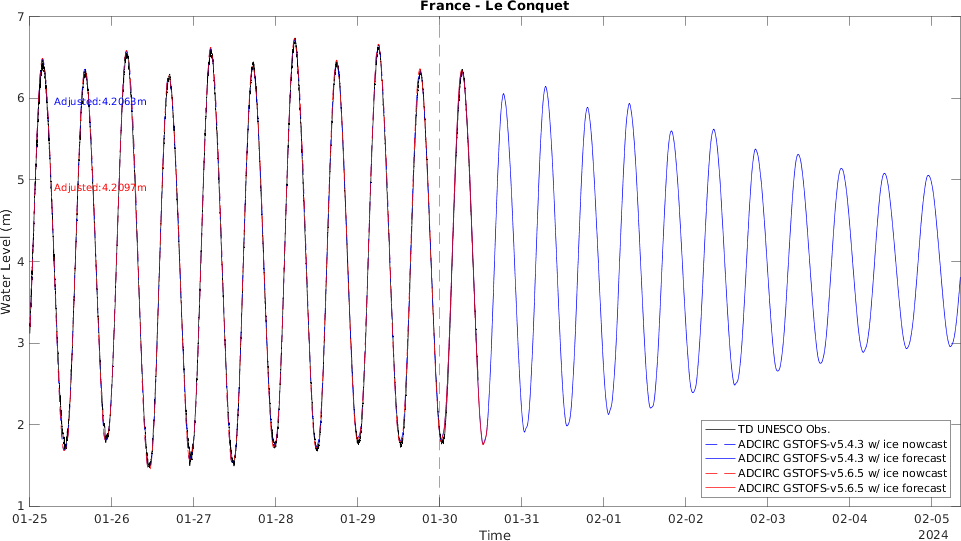 France - Le Conquet
7
6
5
4
3
2
1
Water Level (m)
Adjusted:4.2063m
Adjusted:4.2097m
TD UNESCO Obs.
ADCIRC GSTOFS-v5.4.3 w/ ice nowcast
ADCIRC GSTOFS-v5.4.3 w/ ice forecast
ADCIRC GSTOFS-v5.6.5 w/ ice nowcast
ADCIRC GSTOFS-v5.6.5 w/ ice forecast
01-25 01-26 01-27 01-28 01-29 01-30 01-31 02-01 02-02 02-03 02-04 02-05
Time
2024